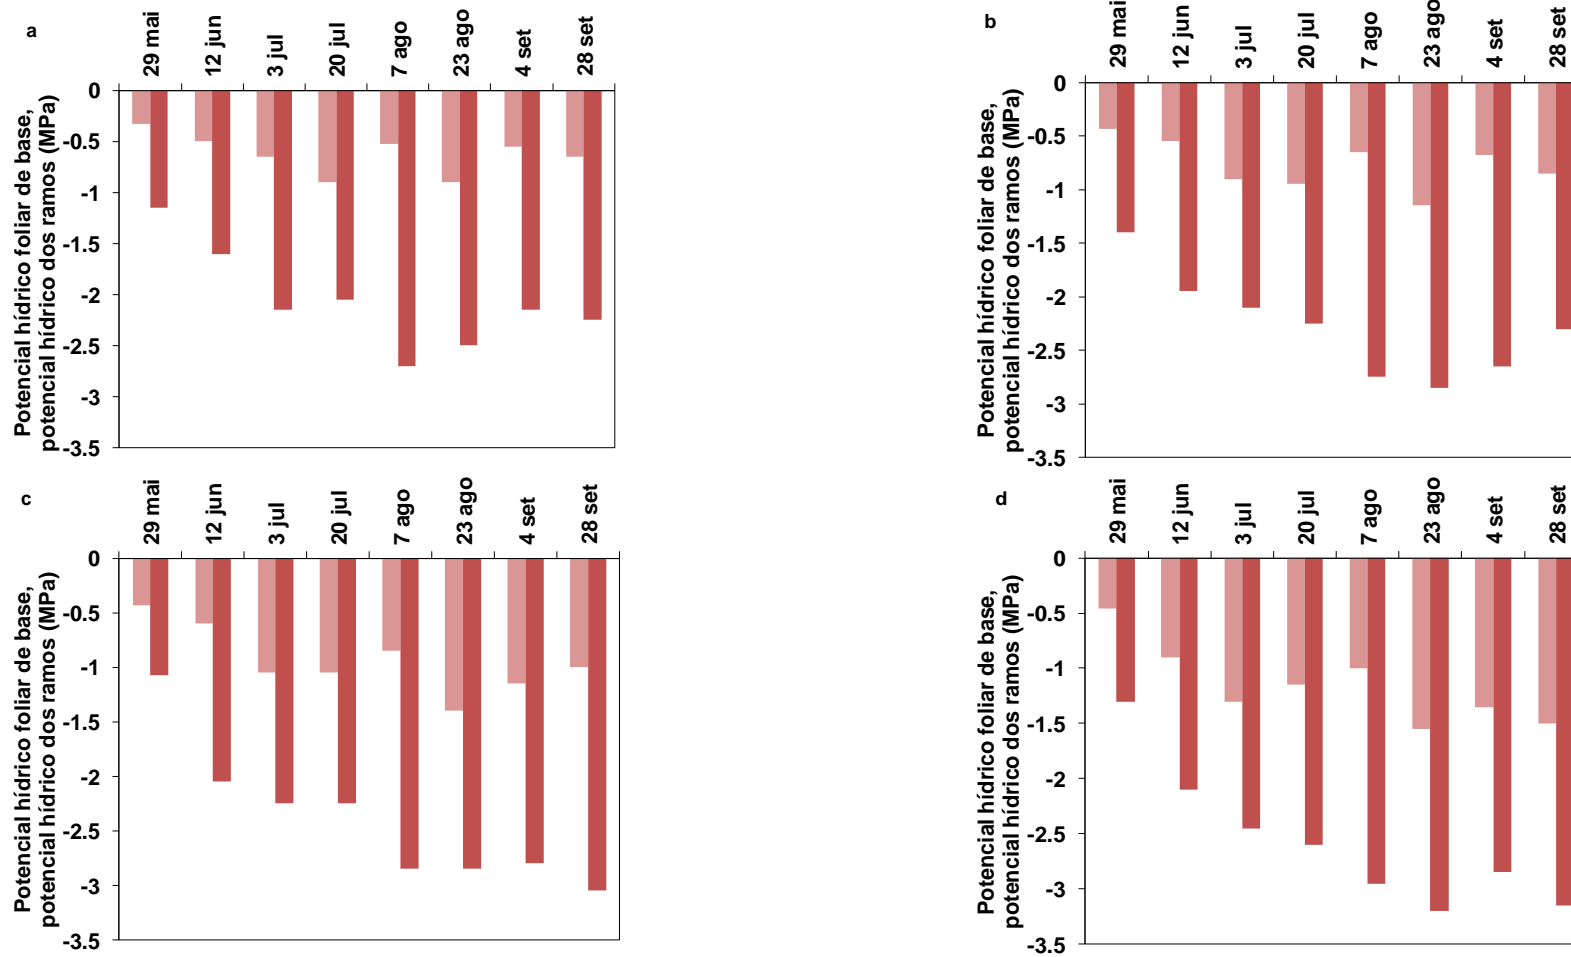 a
29 mai
12 jun
3 jul
20 jul
7 ago
23 ago
4 set
28 set
0
-0.5
-1
-1.5
-2
-2.5
-3
-3.5
Potencial hídrico foliar de base,
potencial hídrico dos ramos (MPa)
b
29 mai
12 jun
3 jul
20 jul
7 ago
23 ago
4 set
28 set
0
-0.5
-1
-1.5
-2
-2.5
-3
-3.5
Potencial hídrico foliar de base,
potencial hídrico dos ramos (MPa)
c
29 mai
12 jun
3 jul
20 jul
7 ago
23 ago
4 set
28 set
0
-0.5
-1
-1.5
-2
-2.5
-3
-3.5
Potencial hídrico foliar de base,
potencial hídrico dos ramos (MPa)
d
29 mai
12 jun
3 jul
20 jul
7 ago
23 ago
4 set
28 set
0
-0.5
-1
-1.5
-2
-2.5
-3
-3.5
Potencial hídrico foliar de base,
potencial hídrico dos ramos (MPa)